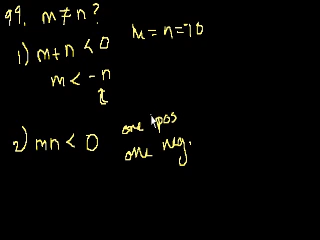 99. m ≠ n?
1) m+n < 0
m < -n
m = n = -10
2) mn < 0
one pos
one neg.